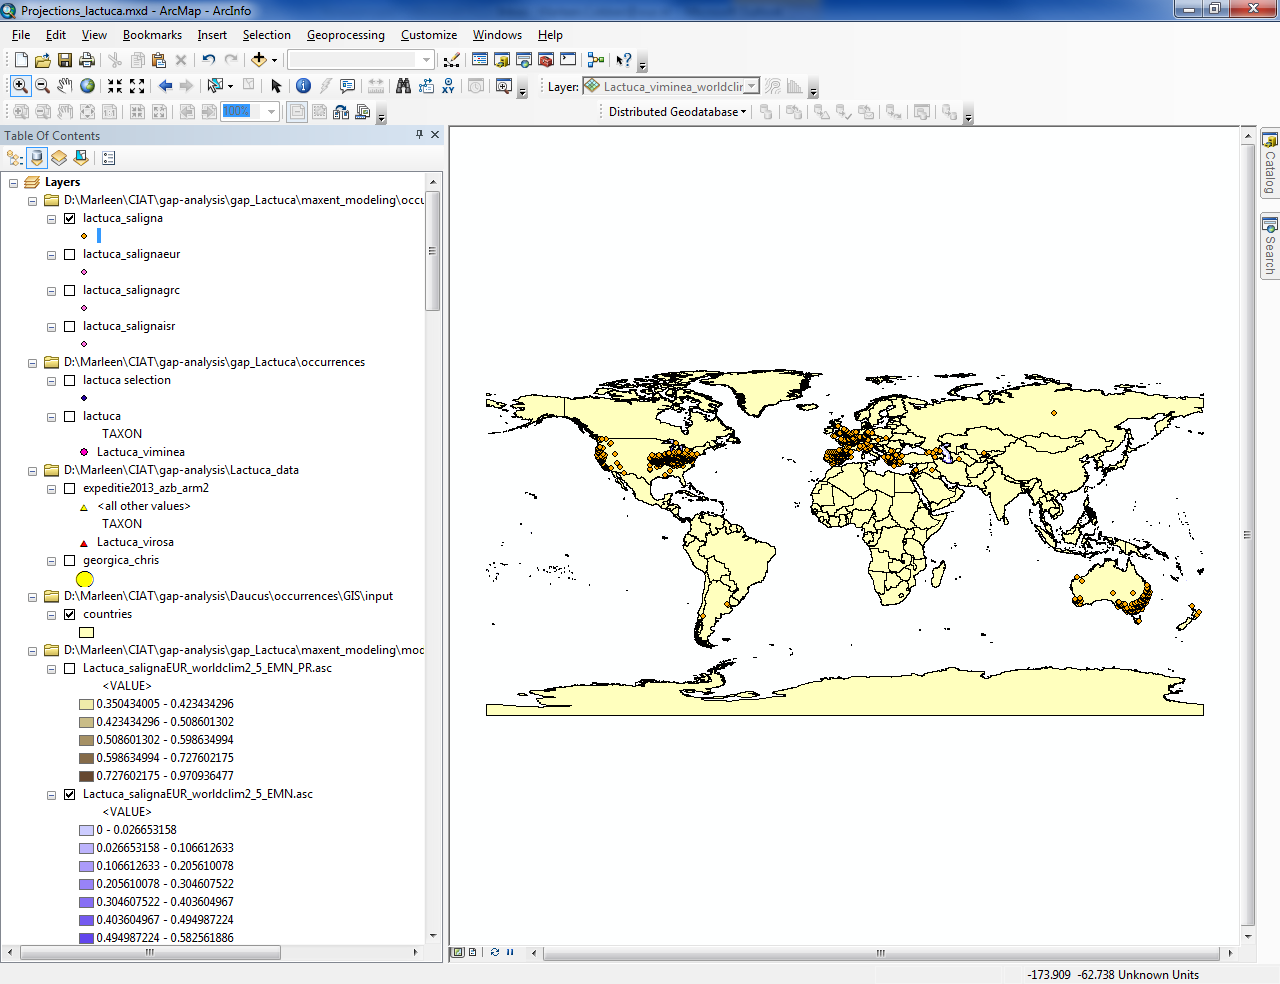 Projections_lactuca.mxd - ArcMap - ArcInfo
File Edit View Bookmarks Insert Selection Geoprocessing Customize Windows Help
Layer: Lactuca_viminea_worldclir
100% Distributed Geodatabase
Table Of Contents
Layers
D:\Marleen\CIAT\gap-analysis\gap_Lactuca\maxent_modeling\occu
lactuca_saligna
lactuca_salignaeur
lactuca_salignagrc
lactuca_salignaisr
D:\Marleen\CIAT\gap-analysis\gap_Lactuca\occurrences
lactuca selection
lactuca
TAXON
Lactuca_viminea
D:\Marleen\CIAT\gap-analysis\Lactuca_data
expeditie2013_azb_arm2
<all other values>
TAXON
Lactuca_virosa
georgica_chris
D:\Marleen\CIAT\gap-analysis\Daucus\occurrences\GIS\input
countries
D:\Marleen\CIAT\gap-analysis\gap_Lactuca\maxent_modeling\moc
Lactuca_salignaEUR_worldclim2_5_EMN_PR.asc
<VALUE>
0.350434005 - 0.423434296
0.423434296 - 0.508601302
0.508601302 - 0.598634994
0.598634994 - 0.727602175
0.727602175 - 0.970936477
Lactuca_salignaEUR_worldclim2_5_EMN.asc
<VALUE>
0 - 0.026653158
0.026653158 - 0.106612633
0.106612633 - 0.205610078
0.205610078 - 0.304607522
0.304607522 - 0.403604967
0.403604967 - 0.494987224
0.494987224 - 0.582561886
Catalog
Search
-173.909 -62.738 Unknown Units